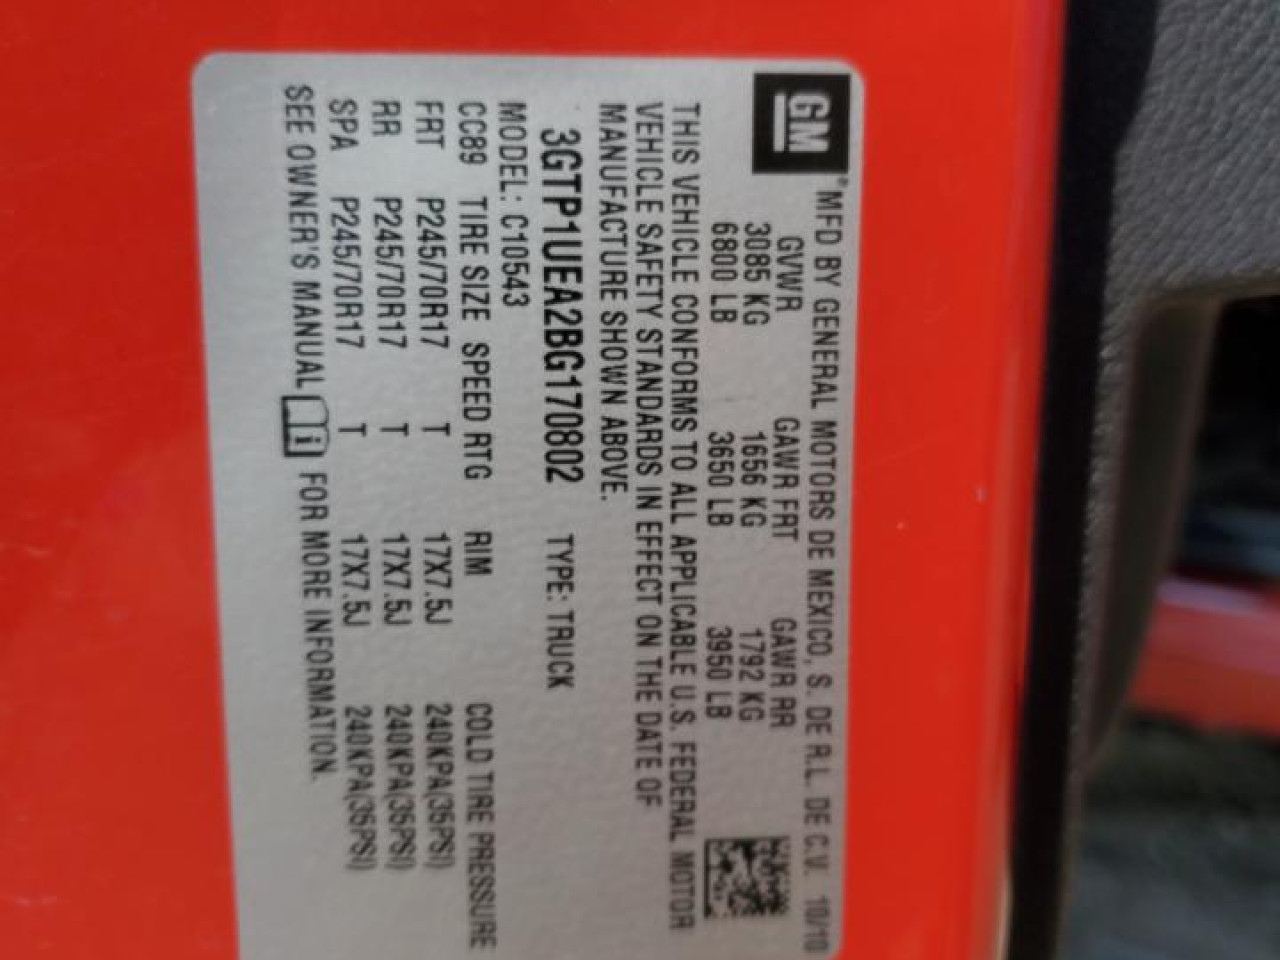 GM
*MFD BY GENERAL MOTORS DE MEXICO, S. DE R.L. DE C.V. 10/10
GVWR GAWR FRT GAWR RR
3085 KG 1656 KG 1792 KG
6800 LB 3650 LB 3950 LB
THIS VEHICLE CONFORMS TO ALL APPLICABLE U.S. FEDERAL MOTOR
VEHICLE SAFETY STANDARDS IN EFFECT ON THE DATE OF
MANUFACTURE SHOWN ABOVE.
3GTP1UEA2BG170802 TYPE: TRUCK
MODEL: C10543
CC89 TIRE SIZE SPEED RTG RIM COLD TIRE PRESSURE
FRT P245/70R17 T 17X7.5J 240KPA(35PSI)
RR P245/70R17 T 17X7.5J 240KPA(35PSI)
SPA P245/70R17 T 17X7.5J 240KPA(35PSI)
SEE OWNER'S MANUAL i FOR MORE INFORMATION.